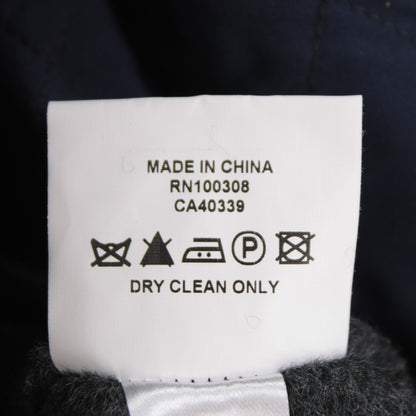 MADE IN CHINA
RN100308
CA40339
P
DRY CLEAN ONLY